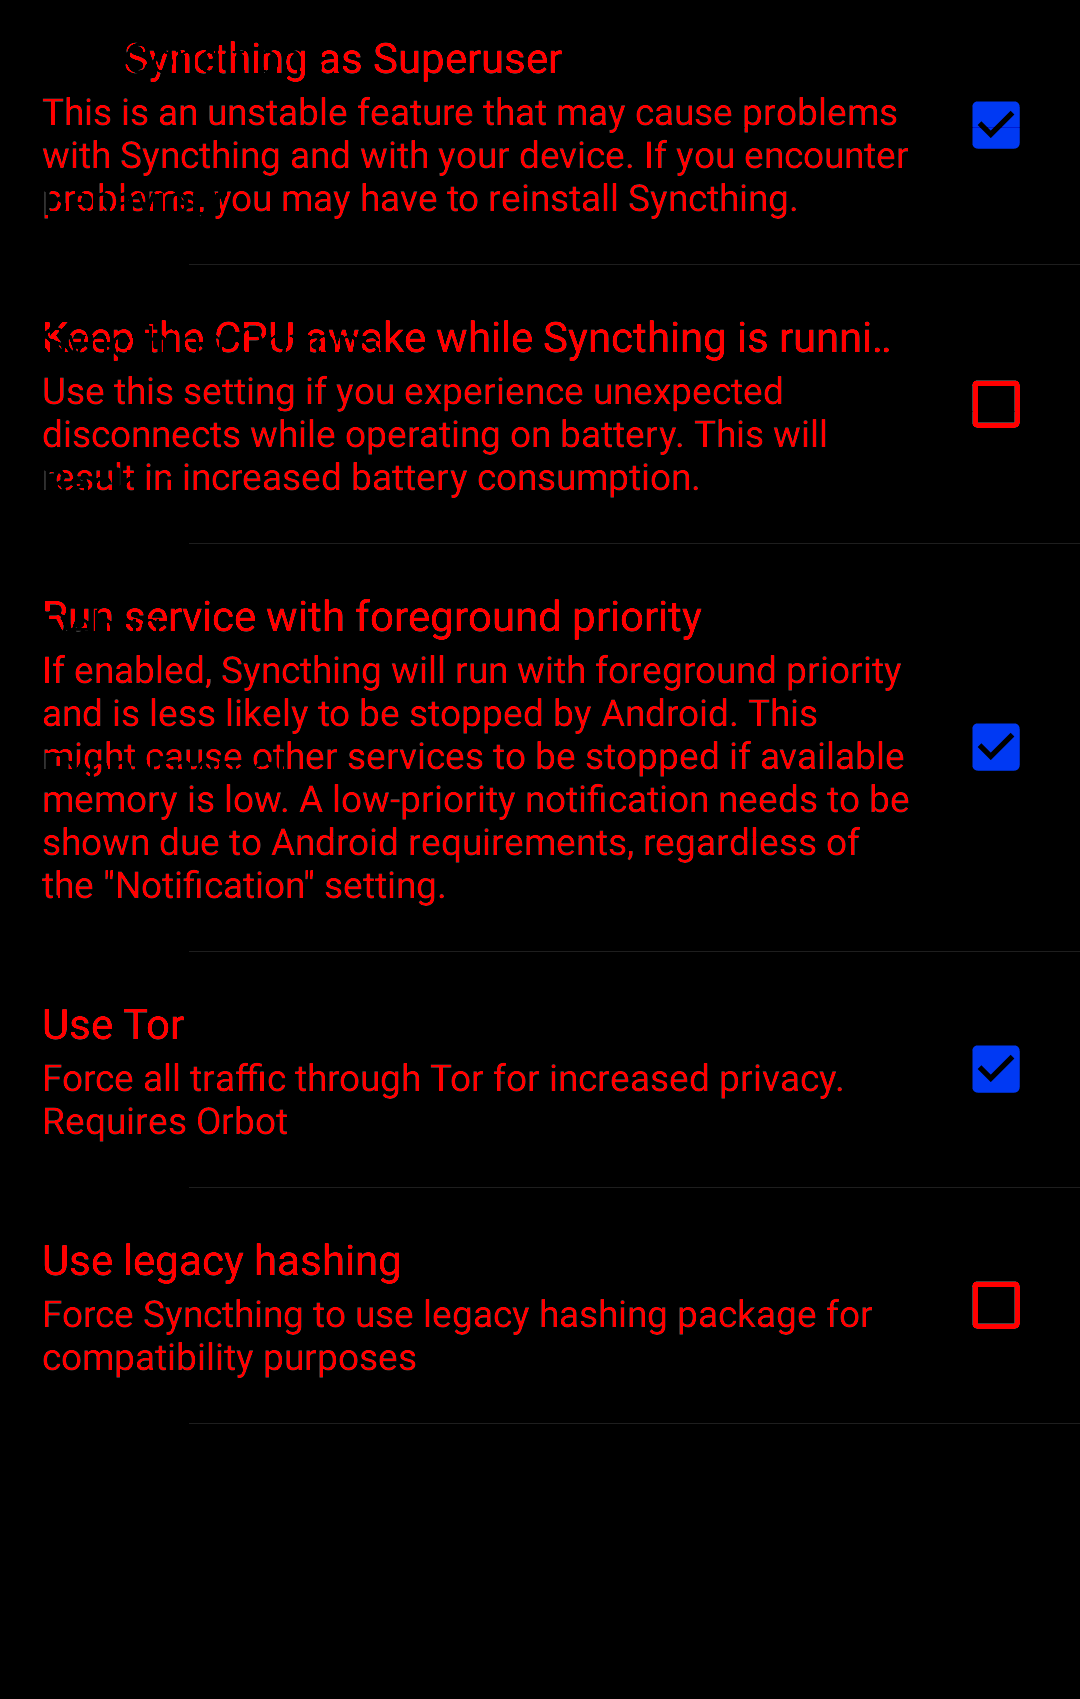 Syncthing as Superuser
This is an unstable feature that may cause problems
with Syncthing and with your device. If you encounter
problems, you may have to reinstall Syncthing.
Keep the CPU awake while Syncthing is runni..
Use this setting if you experience unexpected
disconnects while operating on battery. This will
result in increased battery consumption.
Run service with foreground priority
If enabled, Syncthing will run with foreground priority
and is less likely to be stopped by Android. This
might cause other services to be stopped if available
memory is low. A low-priority notification needs to be
shown due to Android requirements, regardless of
the "Notification" setting.
Use Tor
Force all traffic through Tor for increased privacy.
Requires Orbot
Use legacy hashing
Force Syncthing to use legacy hashing package for
compatibility purposes